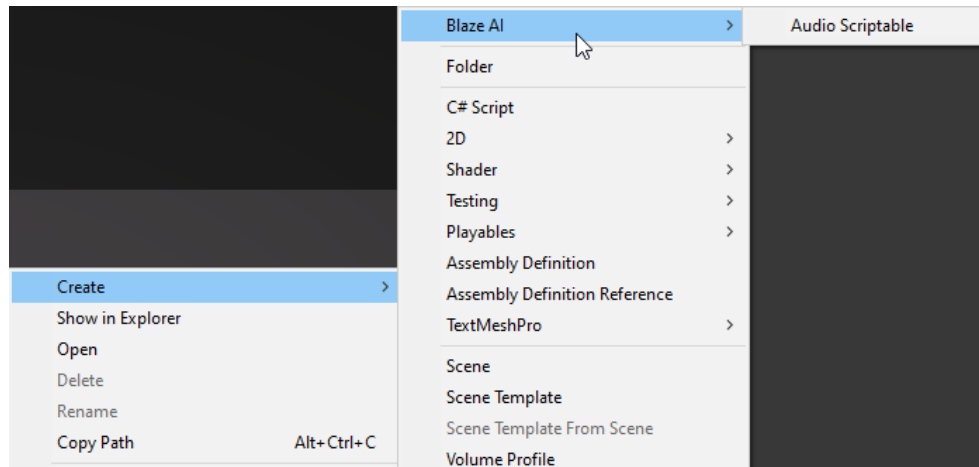 Blaze AI
Audio Scriptable
Folder
C# Script
2D
Shader
Testing
Playables
Assembly Definition
Assembly Definition Reference
TextMeshPro
Scene
Scene Template
Scene Template From Scene
Volume Profile
Create
Show in Explorer
Open
Delete
Rename
Copy Path Alt+Ctrl+C